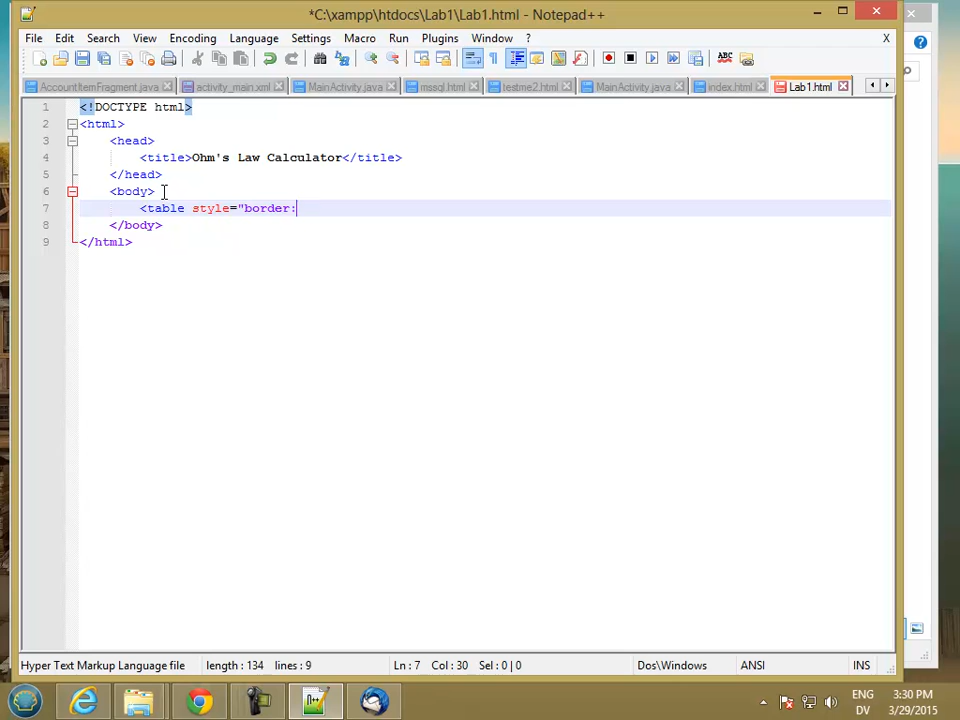 *C:\xampp\htdocs\Lab1\Lab1.html - Notepad++
File Edit Search View Encoding Language Settings Macro Run Plugins Window ? X
AccountItemFragment.java activity_main.xml MainActivity.java mssql.html testme2.html MainActivity.java index.html Lab1.html
1 <!DOCTYPE html>
2 <html>
3 <head>
4 <title>Ohm's Law Calculator</title>
5 </head>
6 <body>
7 <table style="border:
8 </body>
9 </html>
Hyper Text Markup Language file length : 134 lines : 9 Ln : 7 Col : 30 Sel : 0 | 0 Dos\Windows ANSI INS
ENG 3:30 PM
DV 3/29/2015